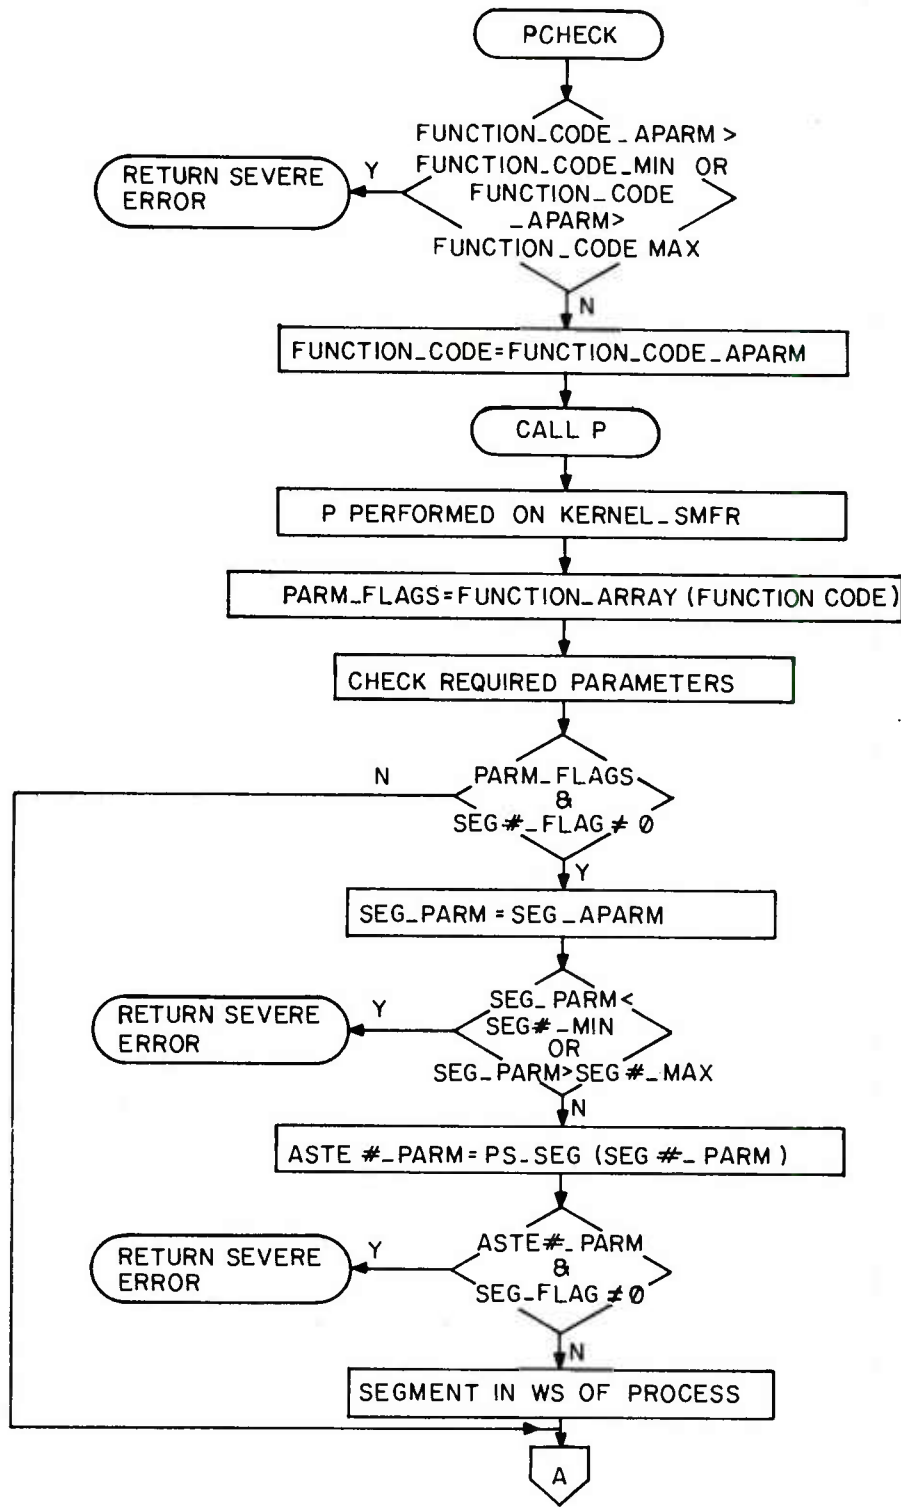 PCHECK
FUNCTION_CODE_APARM >
FUNCTION_CODE_MIN OR
FUNCTION_CODE
_APARM>
FUNCTION_CODE MAX
Y
RETURN SEVERE
ERROR
N
FUNCTION_CODE=FUNCTION_CODE_APARM
CALL P
P PERFORMED ON KERNEL_SMFR
PARM_FLAGS=FUNCTION_ARRAY (FUNCTION CODE)
CHECK REQUIRED PARAMETERS
N
PARM_FLAGS
&
SEG#_FLAG ≠ 0
Y
SEG_PARM = SEG_APARM
SEG_PARM<
SEG#_MIN
OR
SEG_PARM>SEG#_MAX
Y
RETURN SEVERE
ERROR
N
ASTE #_PARM=PS_SEG (SEG #_ PARM)
ASTE#_PARM
&
SEG_FLAG ≠ 0
Y
RETURN SEVERE
ERROR
N
SEGMENT IN WS OF PROCESS
A